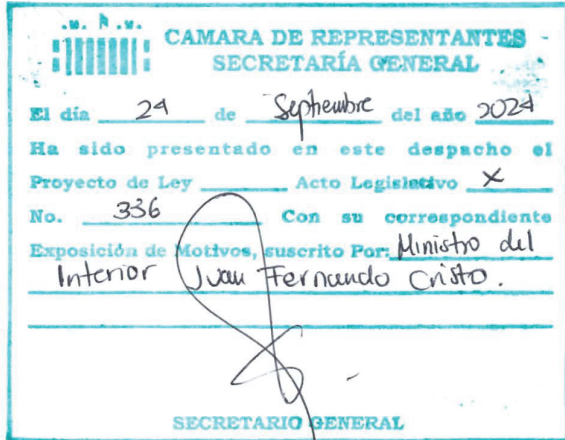 CAMARA DE REPRESENTANTES
SECRETARÍA GENERAL
El día 24 de Septiembre del año 2024
Ha sido presentado en este despacho el
Proyecto de Ley ______ Acto Legislativo X
No. 336 Con su correspondiente
Exposición de Motivos, suscrito Por: Ministro del
Interior Juan Fernando Cristo.
SECRETARIO GENERAL